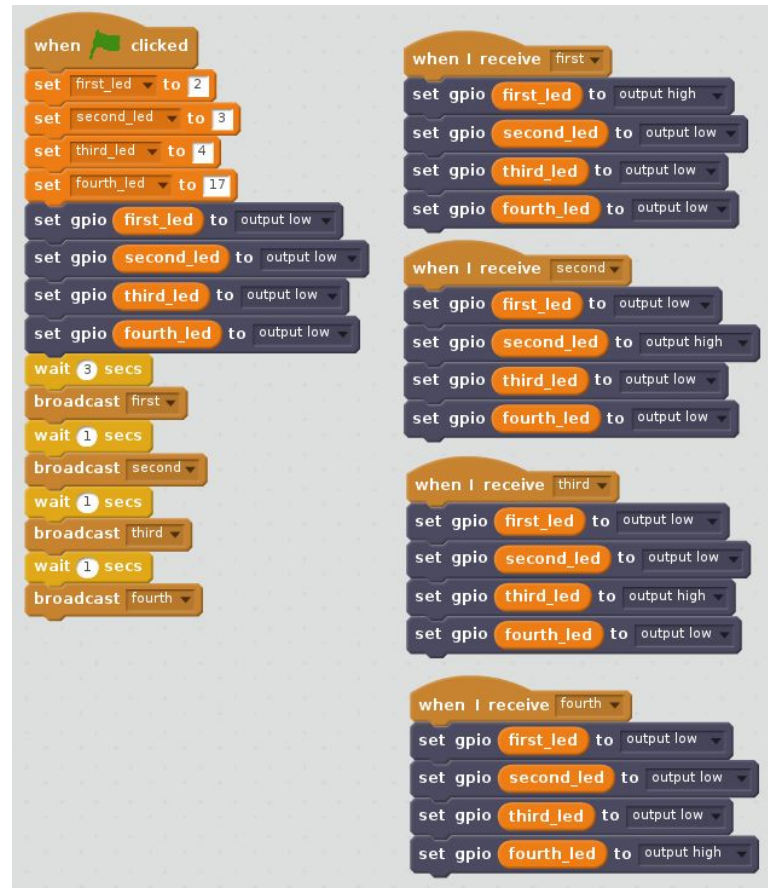 when clicked
set first_led to 2
set second_led to 3
set third_led to 4
set fourth_led to 17
set gpio first_led to output low
set gpio second_led to output low
set gpio third_led to output low
set gpio fourth_led to output low
wait 3 secs
broadcast first
wait 1 secs
broadcast second
wait 1 secs
broadcast third
wait 1 secs
broadcast fourth
when I receive first
set gpio first_led to output high
set gpio second_led to output low
set gpio third_led to output low
set gpio fourth_led to output low
when I receive second
set gpio first_led to output low
set gpio second_led to output high
set gpio third_led to output low
set gpio fourth_led to output low
when I receive third
set gpio first_led to output low
set gpio second_led to output low
set gpio third_led to output high
set gpio fourth_led to output low
when I receive fourth
set gpio first_led to output low
set gpio second_led to output low
set gpio third_led to output low
set gpio fourth_led to output high